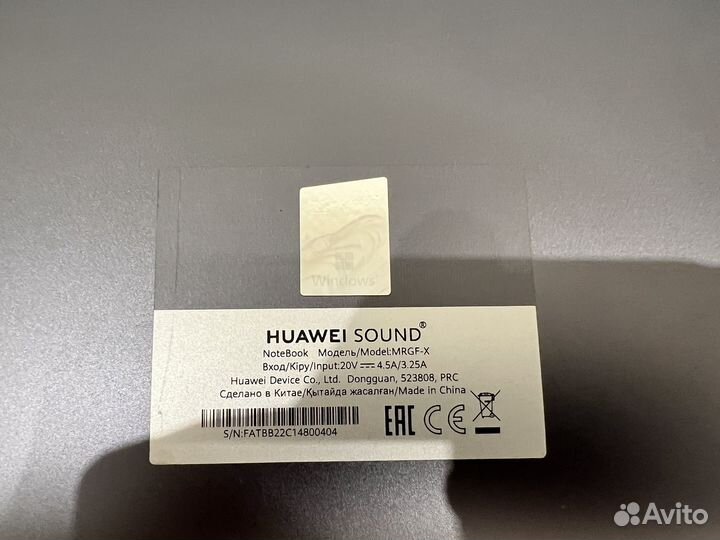 Windows
HUAWEI SOUND®
NoteBook Модель/Model:MRGF-X
Вход/Кіру/Input:20V⎓4.5A/3.25A
Huawei Device Co., Ltd. Dongguan, 523808, PRC
Сделано в Китае/Қытайда жасалған/Made in China
S/N:FATBB22C14800404
EAC CE
Avito